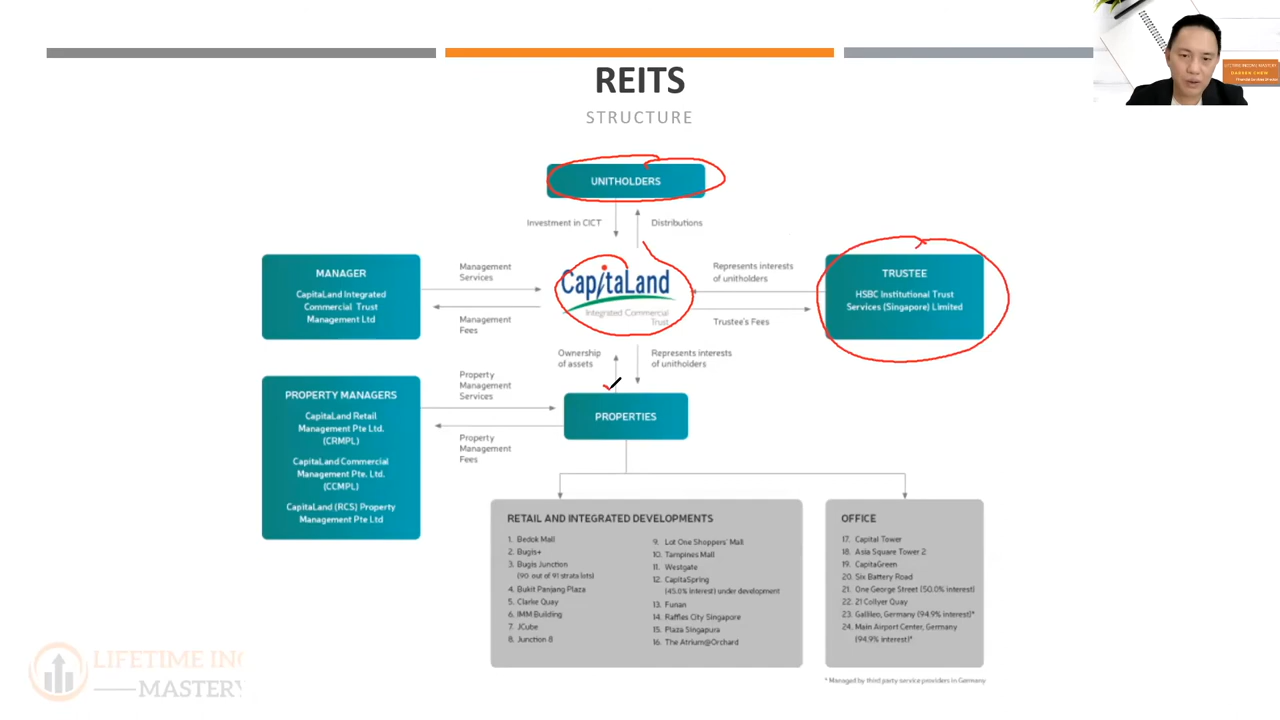 REITS
STRUCTURE
LIFETIME INCOME MASTERY
DARREN CHEW
Financial Services Director
UNITHOLDERS
Investment in CICT
Distributions
MANAGER
CapitaLand Integrated
Commercial Trust
Management Ltd
Management
Services
Management
Fees
CapitaLand
Integrated Commercial
Trust
Represents interests
of unitholders
Trustee's Fees
TRUSTEE
HSBC Institutional Trust
Services (Singapore) Limited
Ownership
of assets
Represents interests
of unitholders
PROPERTY MANAGERS
CapitaLand Retail
Management Pte Ltd.
(CRMPL)
CapitaLand Commercial
Management Pte. Ltd.
(CCMPL)
CapitaLand (RCS) Property
Management Pte Ltd
Property
Management
Services
Property
Management
Fees
PROPERTIES
RETAIL AND INTEGRATED DEVELOPMENTS
1. Bedok Mall
2. Bugis+
3. Bugis Junction
(90 out of 91 strata lots)
4. Bukit Panjang Plaza
5. Clarke Quay
6. IMM Building
7. JCube
8. Junction 8
9. Lot One Shoppers' Mall
10. Tampines Mall
11. Westgate
12. CapitaSpring
(45.0% interest) under development
13. Funan
14. Raffles City Singapore
15. Plaza Singapura
16. The Atrium@Orchard
OFFICE
17. Capital Tower
18. Asia Square Tower 2
19. CapitaGreen
20. Six Battery Road
21. One George Street (50.0% interest)
22. 21 Collyer Quay
23. Gallileo, Germany (94.9% interest)*
24. Main Airport Center, Germany
(94.9% interest)*
* Managed by third party service providers in Germany
LIFETIME INC
MASTERY